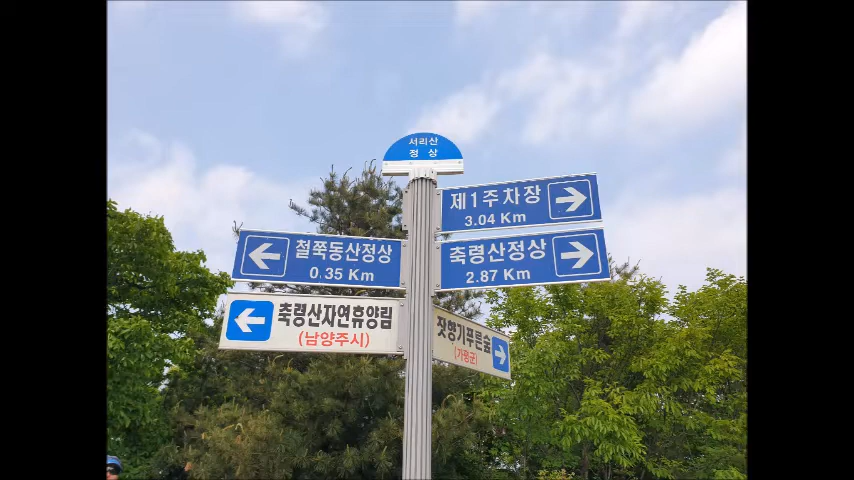 서리산
정상
제1주차장
3.04 Km
철쭉동산정상
0.35 Km
축령산정상
2.87 Km
축령산자연휴양림
(남양주시)
잣향기푸른숲
(가평군)